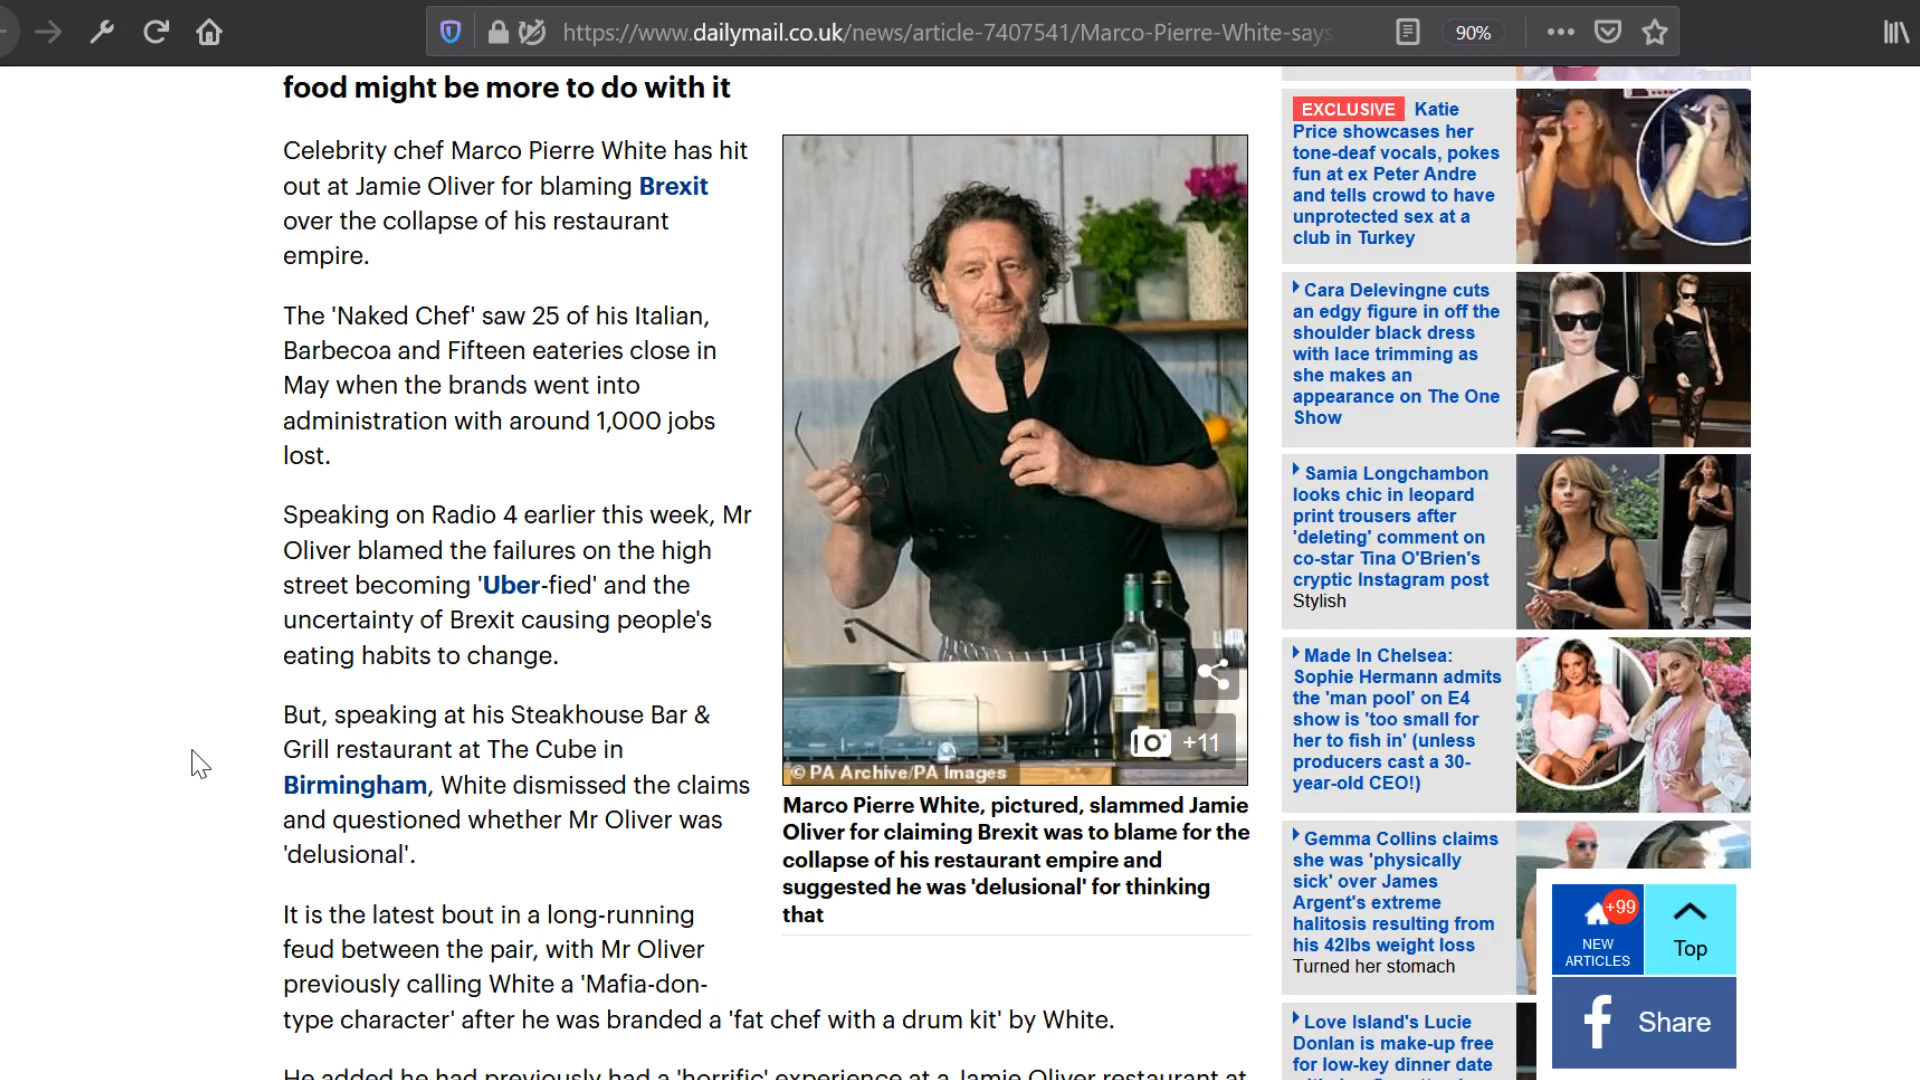 https://www.dailymail.co.uk/news/article-7407541/Marco-Pierre-White-says
90%
food might be more to do with it
Celebrity chef Marco Pierre White has hit
out at Jamie Oliver for blaming Brexit
over the collapse of his restaurant
empire.
The 'Naked Chef' saw 25 of his Italian,
Barbecoa and Fifteen eateries close in
May when the brands went into
administration with around 1,000 jobs
lost.
Speaking on Radio 4 earlier this week, Mr
Oliver blamed the failures on the high
street becoming 'Uber-fied' and the
uncertainty of Brexit causing people's
eating habits to change.
But, speaking at his Steakhouse Bar &
Grill restaurant at The Cube in
Birmingham, White dismissed the claims
and questioned whether Mr Oliver was
'delusional'.
It is the latest bout in a long-running
feud between the pair, with Mr Oliver
previously calling White a 'Mafia-don-
type character' after he was branded a 'fat chef with a drum kit' by White.
He added he had previously had a 'horrific' experience at a Jamie Oliver restaurant at
+11
© PA Archive/PA Images
Marco Pierre White, pictured, slammed Jamie
Oliver for claiming Brexit was to blame for the
collapse of his restaurant empire and
suggested he was 'delusional' for thinking
that
EXCLUSIVE Katie
Price showcases her
tone-deaf vocals, pokes
fun at ex Peter Andre
and tells crowd to have
unprotected sex at a
club in Turkey
Cara Delevingne cuts
an edgy figure in off the
shoulder black dress
with lace trimming as
she makes an
appearance on The One
Show
Samia Longchambon
looks chic in leopard
print trousers after
'deleting' comment on
co-star Tina O'Brien's
cryptic Instagram post
Stylish
Made In Chelsea:
Sophie Hermann admits
the 'man pool' on E4
show is 'too small for
her to fish in' (unless
producers cast a 30-
year-old CEO!)
Gemma Collins claims
she was 'physically
sick' over James
Argent's extreme
halitosis resulting from
his 42lbs weight loss
Turned her stomach
Love Island's Lucie
Donlan is make-up free
for low-key dinner date
+99
NEW
ARTICLES
Top
Share